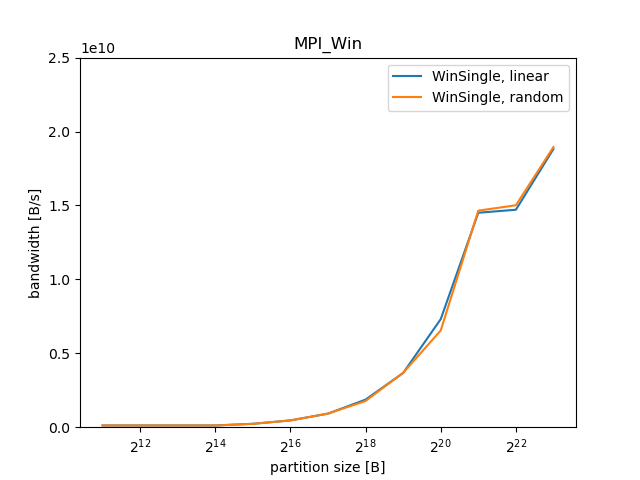 MPI_Win
1e10
2.5
2.0
1.5
1.0
0.5
0.0
bandwidth [B/s]
WinSingle, linear
WinSingle, random
2^12 2^14 2^16 2^18 2^20 2^22
partition size [B]